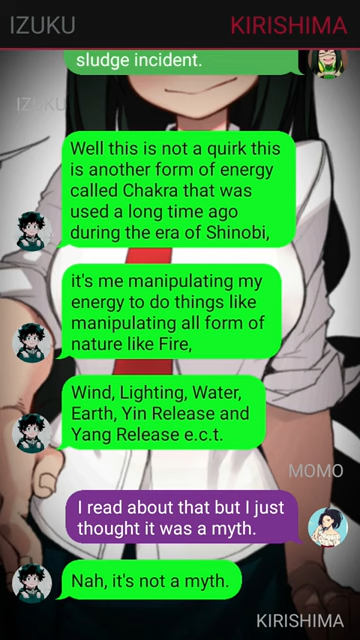 IZUKU KIRISHIMA
sludge incident.
IZUKU
Well this is not a quirk this
is another form of energy
called Chakra that was
used a long time ago
during the era of Shinobi,
it's me manipulating my
energy to do things like
manipulating all form of
nature like Fire,
Wind, Lighting, Water,
Earth, Yin Release and
Yang Release e.c.t.
MOMO
I read about that but I just
thought it was a myth.
Nah, it's not a myth.
KIRISHIMA